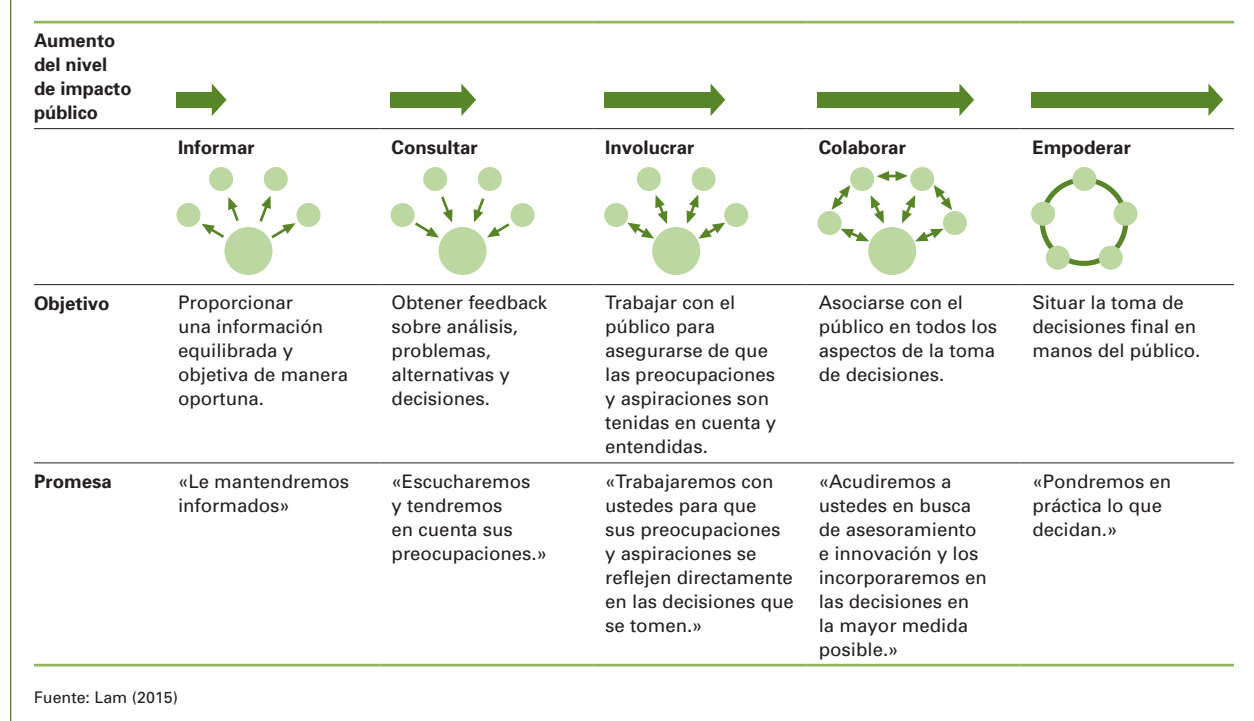 Aumento
del nivel
de impacto
público
Informar
Consultar
Involucrar
Colaborar
Empoderar
Objetivo
Proporcionar
una información
equilibrada y
objetiva de manera
oportuna.
Obtener feedback
sobre análisis,
problemas,
alternativas y
decisiones.
Trabajar con el
público para
asegurarse de que
las preocupaciones
y aspiraciones son
tenidas en cuenta y
entendidas.
Asociarse con el
público en todos los
aspectos de la toma
de decisiones.
Situar la toma de
decisiones final en
manos del público.
Promesa
«Le mantendremos
informados»
«Escucharemos
y tendremos
en cuenta sus
preocupaciones.»
«Trabajaremos con
ustedes para que
sus preocupaciones
y aspiraciones se
reflejen directamente
en las decisiones que
se tomen.»
«Acudiremos a
ustedes en busca
de asesoramiento
e innovación y los
incorporaremos en
las decisiones en
la mayor medida
posible.»
«Pondremos en
práctica lo que
decidan.»
Fuente: Lam (2015)